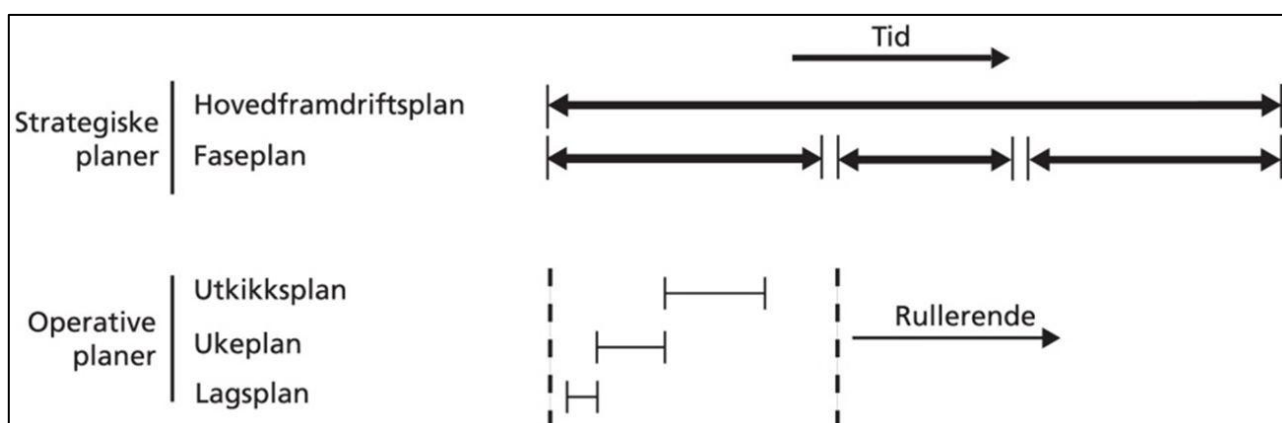 Tid
Strategiske
planer
Hovedframdriftsplan
Faseplan
Operative
planer
Utkikksplan
Ukeplan
Lagsplan
Rullerende